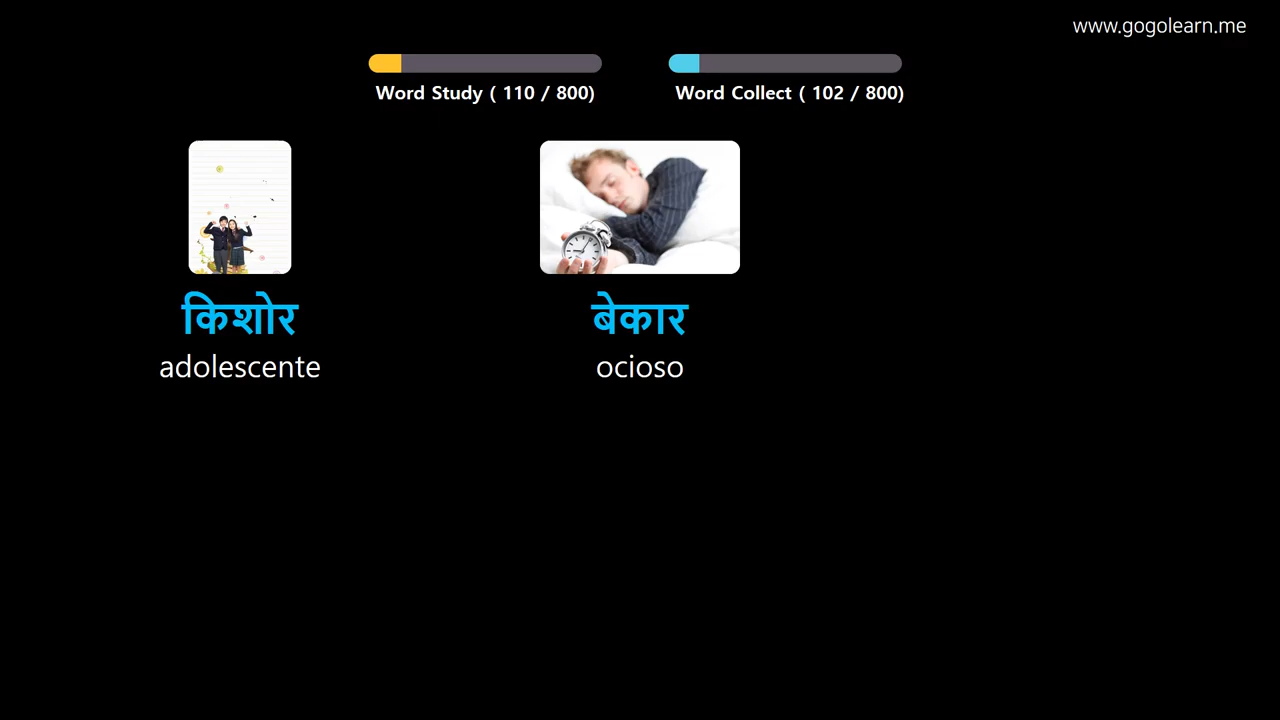 www.gogolearn.me
Word Study ( 110 / 800)
Word Collect ( 102 / 800)
किशोर
बेकार
adolescente
ocioso